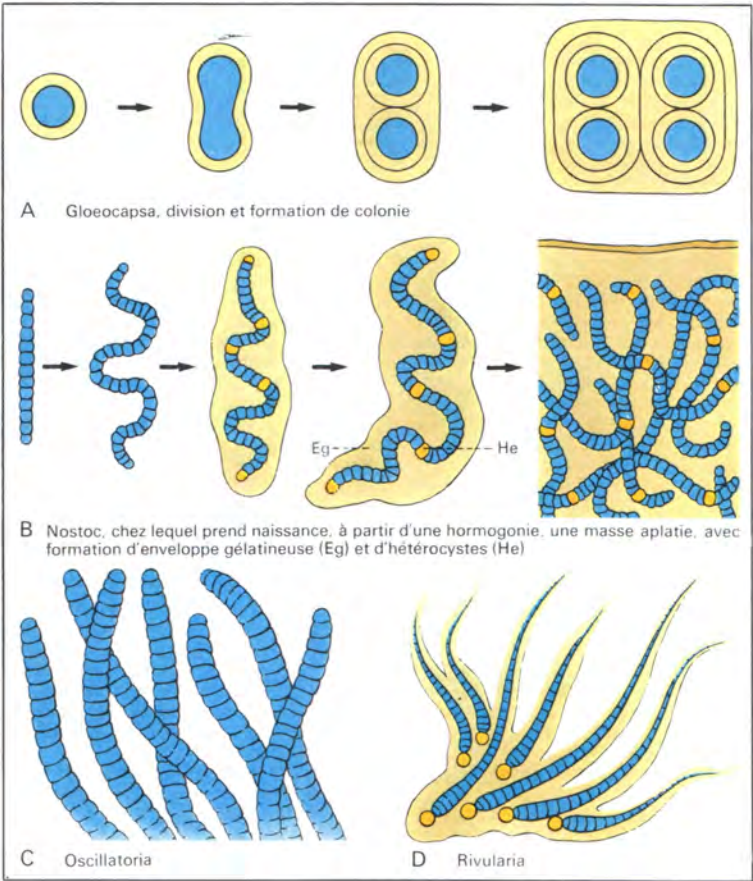 A Gloeocapsa, division et formation de colonie
Eg
He
B Nostoc, chez lequel prend naissance, à partir d'une hormogonie, une masse aplatie, avec
formation d'enveloppe gélatineuse (Eg) et d'hétérocystes (He)
C Oscillatoria
D Rivularia